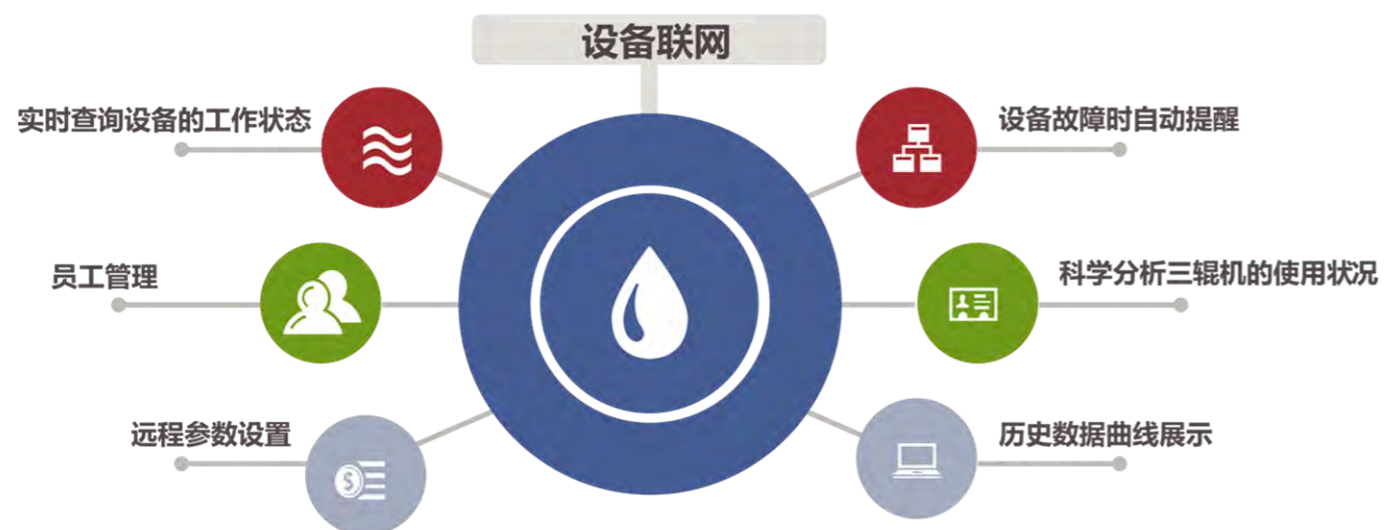 设备联网
实时查询设备的工作状态
设备故障时自动提醒
员工管理
科学分析三辊机的使用状况
远程参数设置
历史数据曲线展示
$